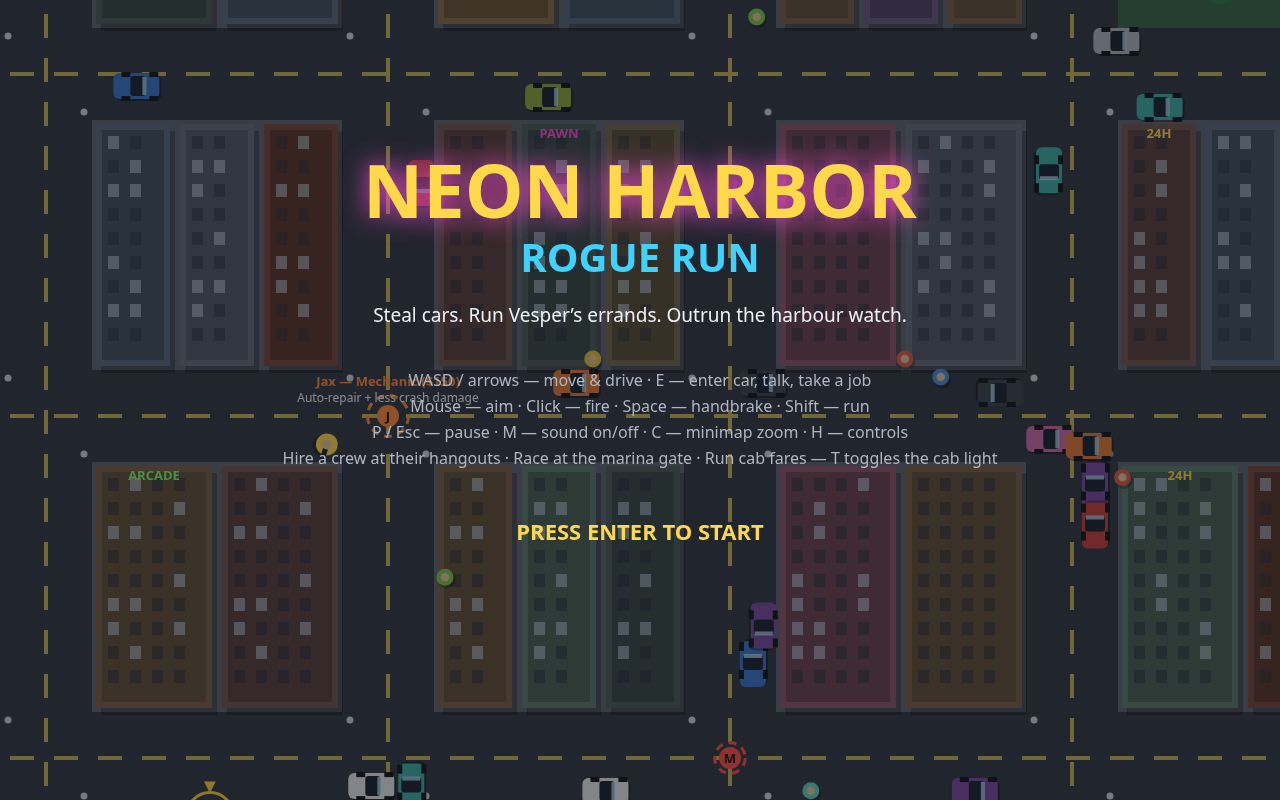 PAWN
24H
NEON HARBOR
ROGUE RUN
Steal cars. Run Vesper’s errands. Outrun the harbour watch.
Jax — Mechanic
WASD / arrows — move & drive · E — enter car, talk, take a job
Auto-repair + less crash damage
J
Mouse — aim · Click — fire · Space — handbrake · Shift — run
P / Esc — pause · M — sound on/off · C — minimap zoom · H — controls
Hire a crew at their hangouts · Race at the marina gate · Run cab fares — T toggles the cab light
ARCADE
24H
PRESS ENTER TO START
M